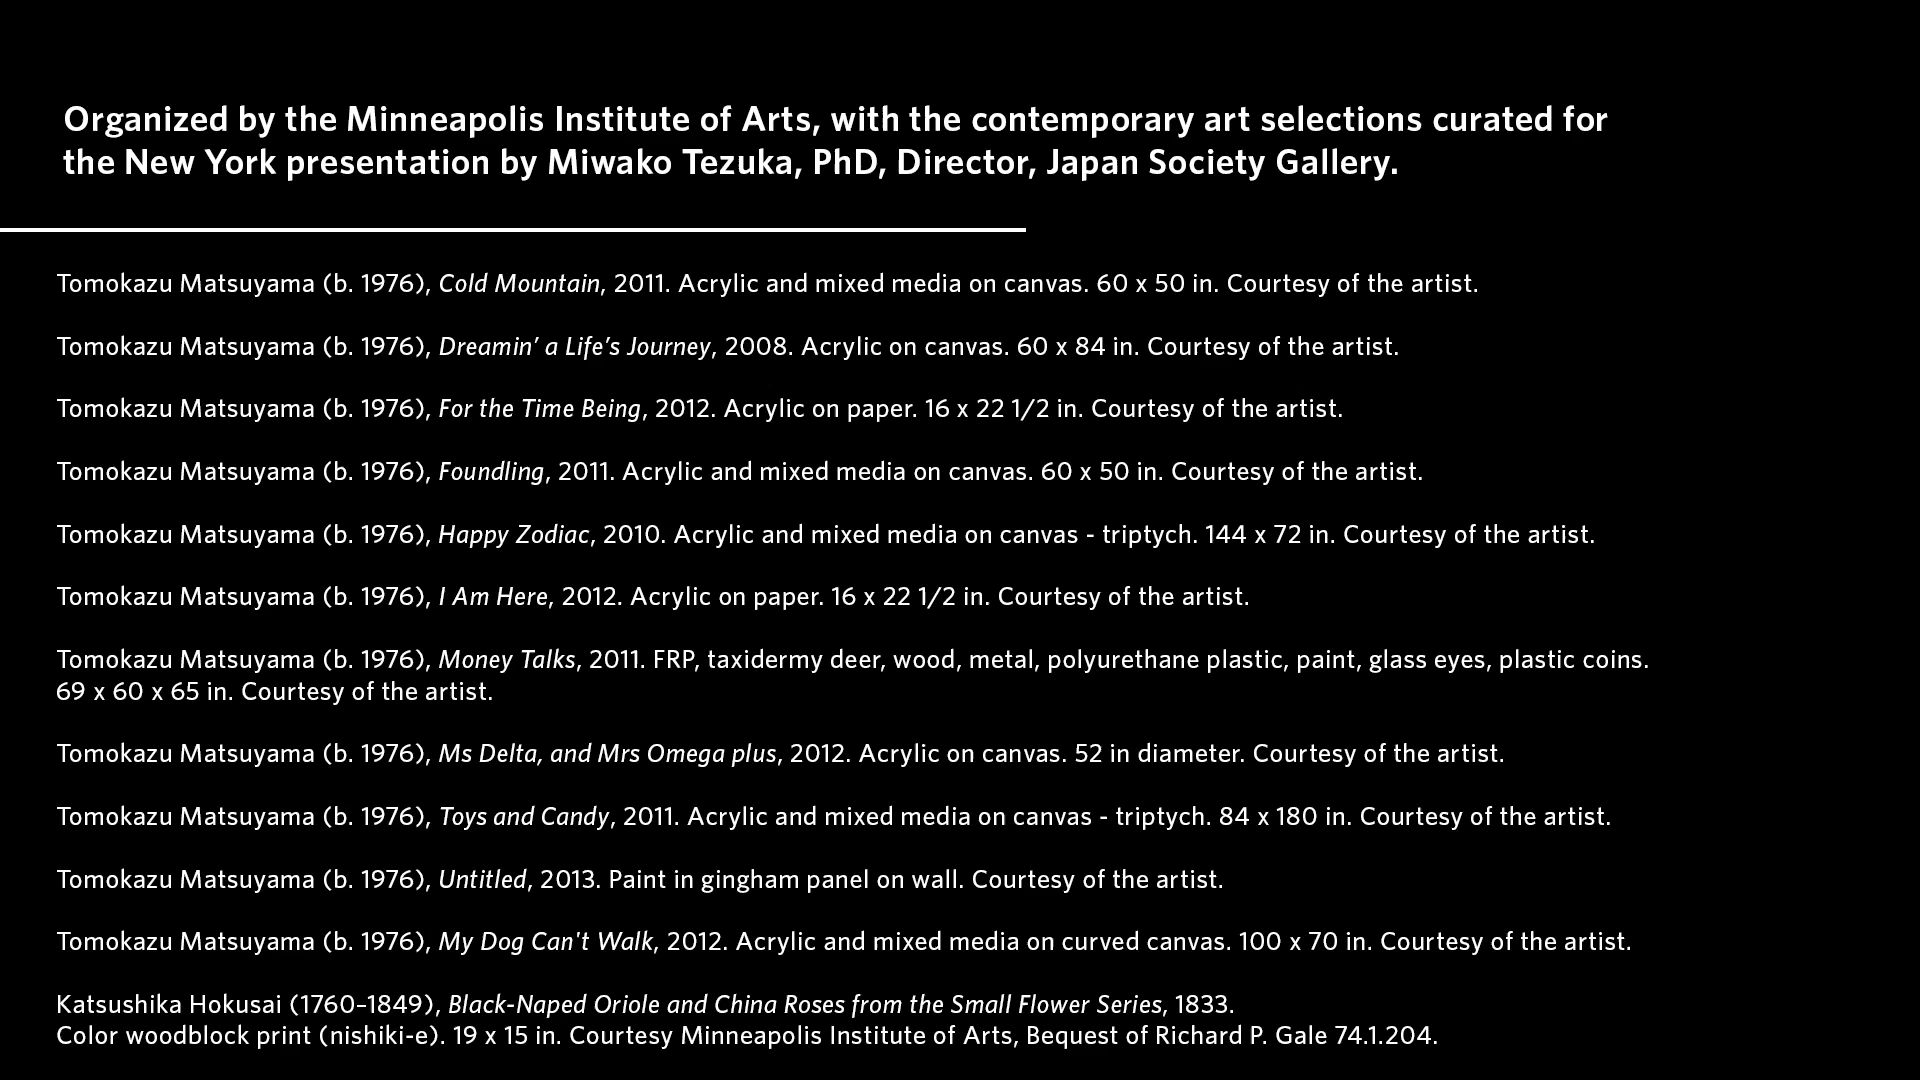 Organized by the Minneapolis Institute of Arts, with the contemporary art selections curated for
the New York presentation by Miwako Tezuka, PhD, Director, Japan Society Gallery.
Tomokazu Matsuyama (b. 1976), Cold Mountain, 2011. Acrylic and mixed media on canvas. 60 x 50 in. Courtesy of the artist.
Tomokazu Matsuyama (b. 1976), Dreamin’ a Life’s Journey, 2008. Acrylic on canvas. 60 x 84 in. Courtesy of the artist.
Tomokazu Matsuyama (b. 1976), For the Time Being, 2012. Acrylic on paper. 16 x 22 1/2 in. Courtesy of the artist.
Tomokazu Matsuyama (b. 1976), Foundling, 2011. Acrylic and mixed media on canvas. 60 x 50 in. Courtesy of the artist.
Tomokazu Matsuyama (b. 1976), Happy Zodiac, 2010. Acrylic and mixed media on canvas - triptych. 144 x 72 in. Courtesy of the artist.
Tomokazu Matsuyama (b. 1976), I Am Here, 2012. Acrylic on paper. 16 x 22 1/2 in. Courtesy of the artist.
Tomokazu Matsuyama (b. 1976), Money Talks, 2011. FRP, taxidermy deer, wood, metal, polyurethane plastic, paint, glass eyes, plastic coins.
69 x 60 x 65 in. Courtesy of the artist.
Tomokazu Matsuyama (b. 1976), Ms Delta, and Mrs Omega plus, 2012. Acrylic on canvas. 52 in diameter. Courtesy of the artist.
Tomokazu Matsuyama (b. 1976), Toys and Candy, 2011. Acrylic and mixed media on canvas - triptych. 84 x 180 in. Courtesy of the artist.
Tomokazu Matsuyama (b. 1976), Untitled, 2013. Paint in gingham panel on wall. Courtesy of the artist.
Tomokazu Matsuyama (b. 1976), My Dog Can't Walk, 2012. Acrylic and mixed media on curved canvas. 100 x 70 in. Courtesy of the artist.
Katsushika Hokusai (1760–1849), Black-Naped Oriole and China Roses from the Small Flower Series, 1833.
Color woodblock print (nishiki-e). 19 x 15 in. Courtesy Minneapolis Institute of Arts, Bequest of Richard P. Gale 74.1.204.